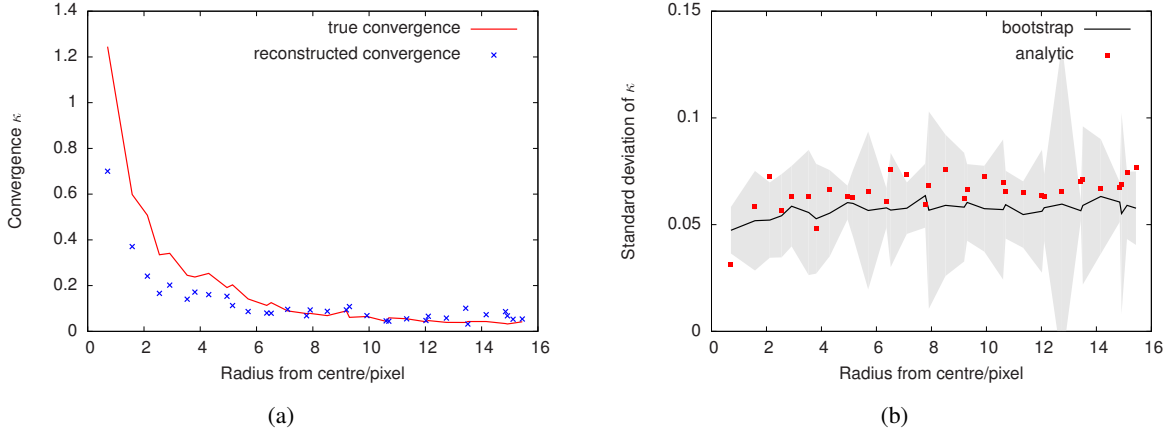 true convergence
reconstructed convergence
Convergence κ
1.4
1.2
1
0.8
0.6
0.4
0.2
0
0 2 4 6 8 10 12 14 16
Radius from centre/pixel
(a)
bootstrap
analytic
Standard deviation of κ
0.15
0.1
0.05
0
0 2 4 6 8 10 12 14 16
Radius from centre/pixel
(b)